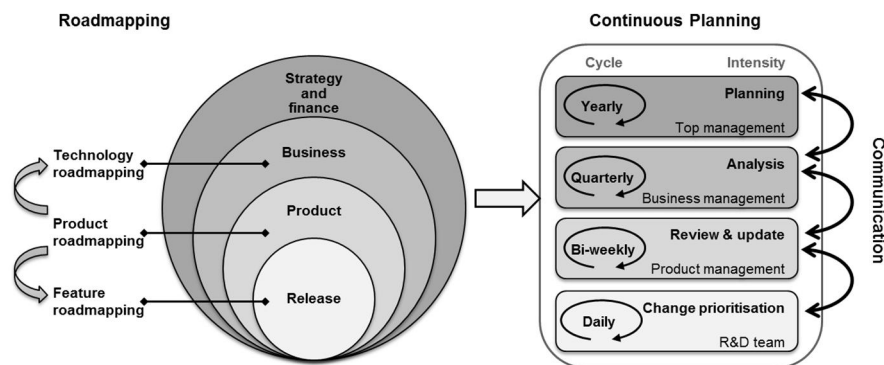 Roadmapping
Strategy
and
finance
Business
Product
Release
Technology
roadmapping
Product
roadmapping
Feature
roadmapping
Continuous Planning
Cycle Intensity
Yearly
Planning
Top management
Quarterly
Analysis
Business management
Bi-weekly
Review & update
Product management
Daily
Change prioritisation
R&D team
Communication